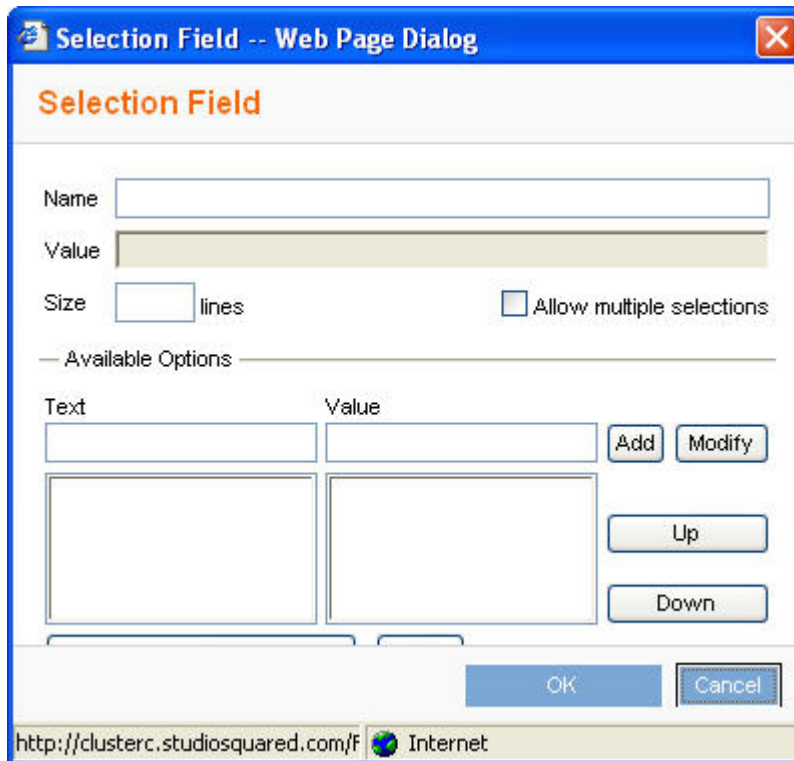 Selection Field -- Web Page Dialog
Selection Field
Name
Value
Size lines Allow multiple selections
Available Options
Text Value
Add Modify
Up
Down
OK Cancel
http://clusterc.studiosquared.com/F Internet